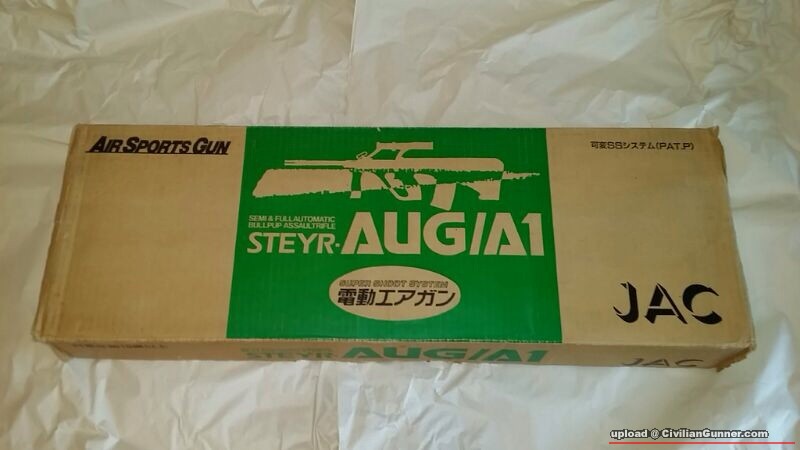 AIR SPORTS GUN
可変SSシステム(PAT.P)
SEMI & FULLAUTOMATIC
BULLPUP ASSAULTRIFLE
STEYR-AUG/A1
SUPER SHOOT SYSTEM
電動エアガン
JAC
STEYR-AUG/A1
JAC
upload @ CivilianGunner.com